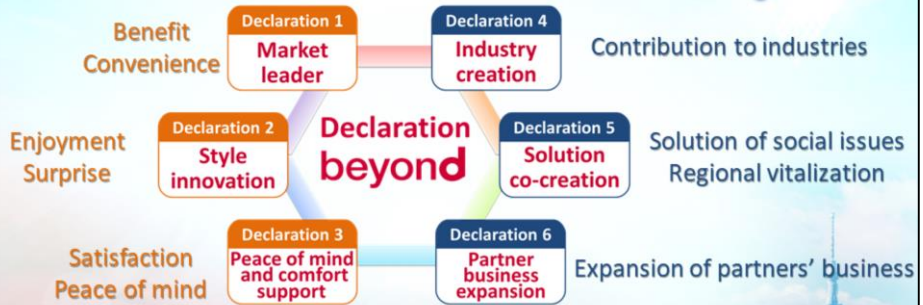 Benefit
Convenience
Declaration 1
Market
leader
Declaration 4
Industry
creation
Contribution to industries
Enjoyment
Surprise
Declaration 2
Style
innovation
Declaration
beyond
Declaration 5
Solution
co-creation
Solution of social issues
Regional vitalization
Satisfaction
Peace of mind
Declaration 3
Peace of mind
and comfort
support
Declaration 6
Partner
business
expansion
Expansion of partners' business